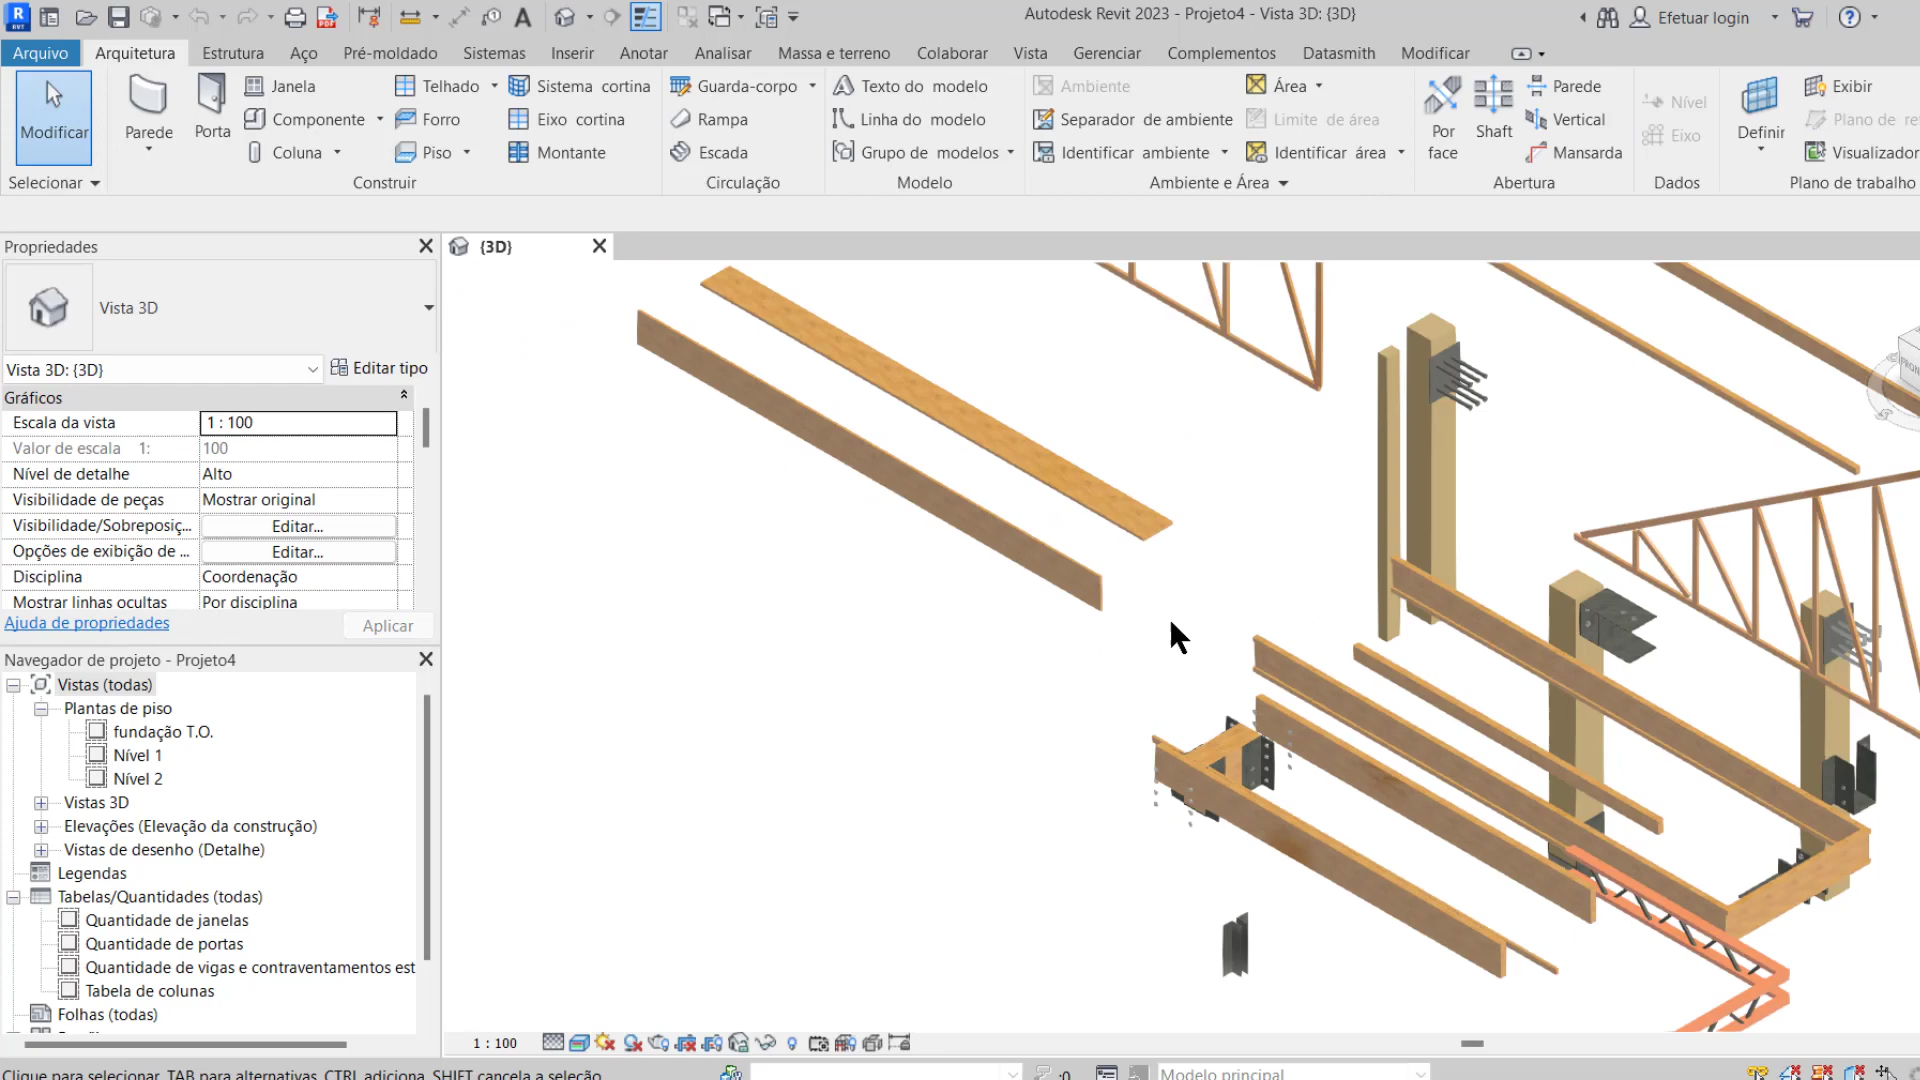 Autodesk Revit 2023 - Projeto4 - Vista 3D: {3D}
Efetuar login
Arquivo Arquitetura Estrutura Aço Pré-moldado Sistemas Inserir Anotar Analisar Massa e terreno Colaborar Vista Gerenciar Complementos Datasmith Modificar
Modificar
Parede
Porta
Janela
Componente
Coluna
Telhado
Forro
Piso
Sistema cortina
Eixo cortina
Montante
Guarda-corpo
Rampa
Escada
Texto do modelo
Linha do modelo
Grupo de modelos
Ambiente
Separador de ambiente
Identificar ambiente
Área
Limite de área
Identificar área
Por face
Shaft
Parede
Vertical
Mansarda
Nível
Eixo
Definir
Exibir
Plano de re
Visualizador
Selecionar Construir Circulação Modelo Ambiente e Área Abertura Dados Plano de trabalho
Propriedades
{3D}
Vista 3D
Vista 3D: {3D} Editar tipo
Gráficos
Escala da vista 1 : 100
Valor de escala 1: 100
Nível de detalhe Alto
Visibilidade de peças Mostrar original
Visibilidade/Sobreposiç... Editar...
Opções de exibição de ... Editar...
Disciplina Coordenação
Mostrar linhas ocultas Por disciplina
Ajuda de propriedades Aplicar
Navegador de projeto - Projeto4
Vistas (todas)
Plantas de piso
fundação T.O.
Nível 1
Nível 2
Vistas 3D
Elevações (Elevação da construção)
Vistas de desenho (Detalhe)
Legendas
Tabelas/Quantidades (todas)
Quantidade de janelas
Quantidade de portas
Quantidade de vigas e contraventamentos est
Tabela de colunas
Folhas (todas)
1 : 100
Clique para selecionar, TAB para alternativas, CTRL adiciona, SHIFT cancela a seleção.
:0
Modelo principal